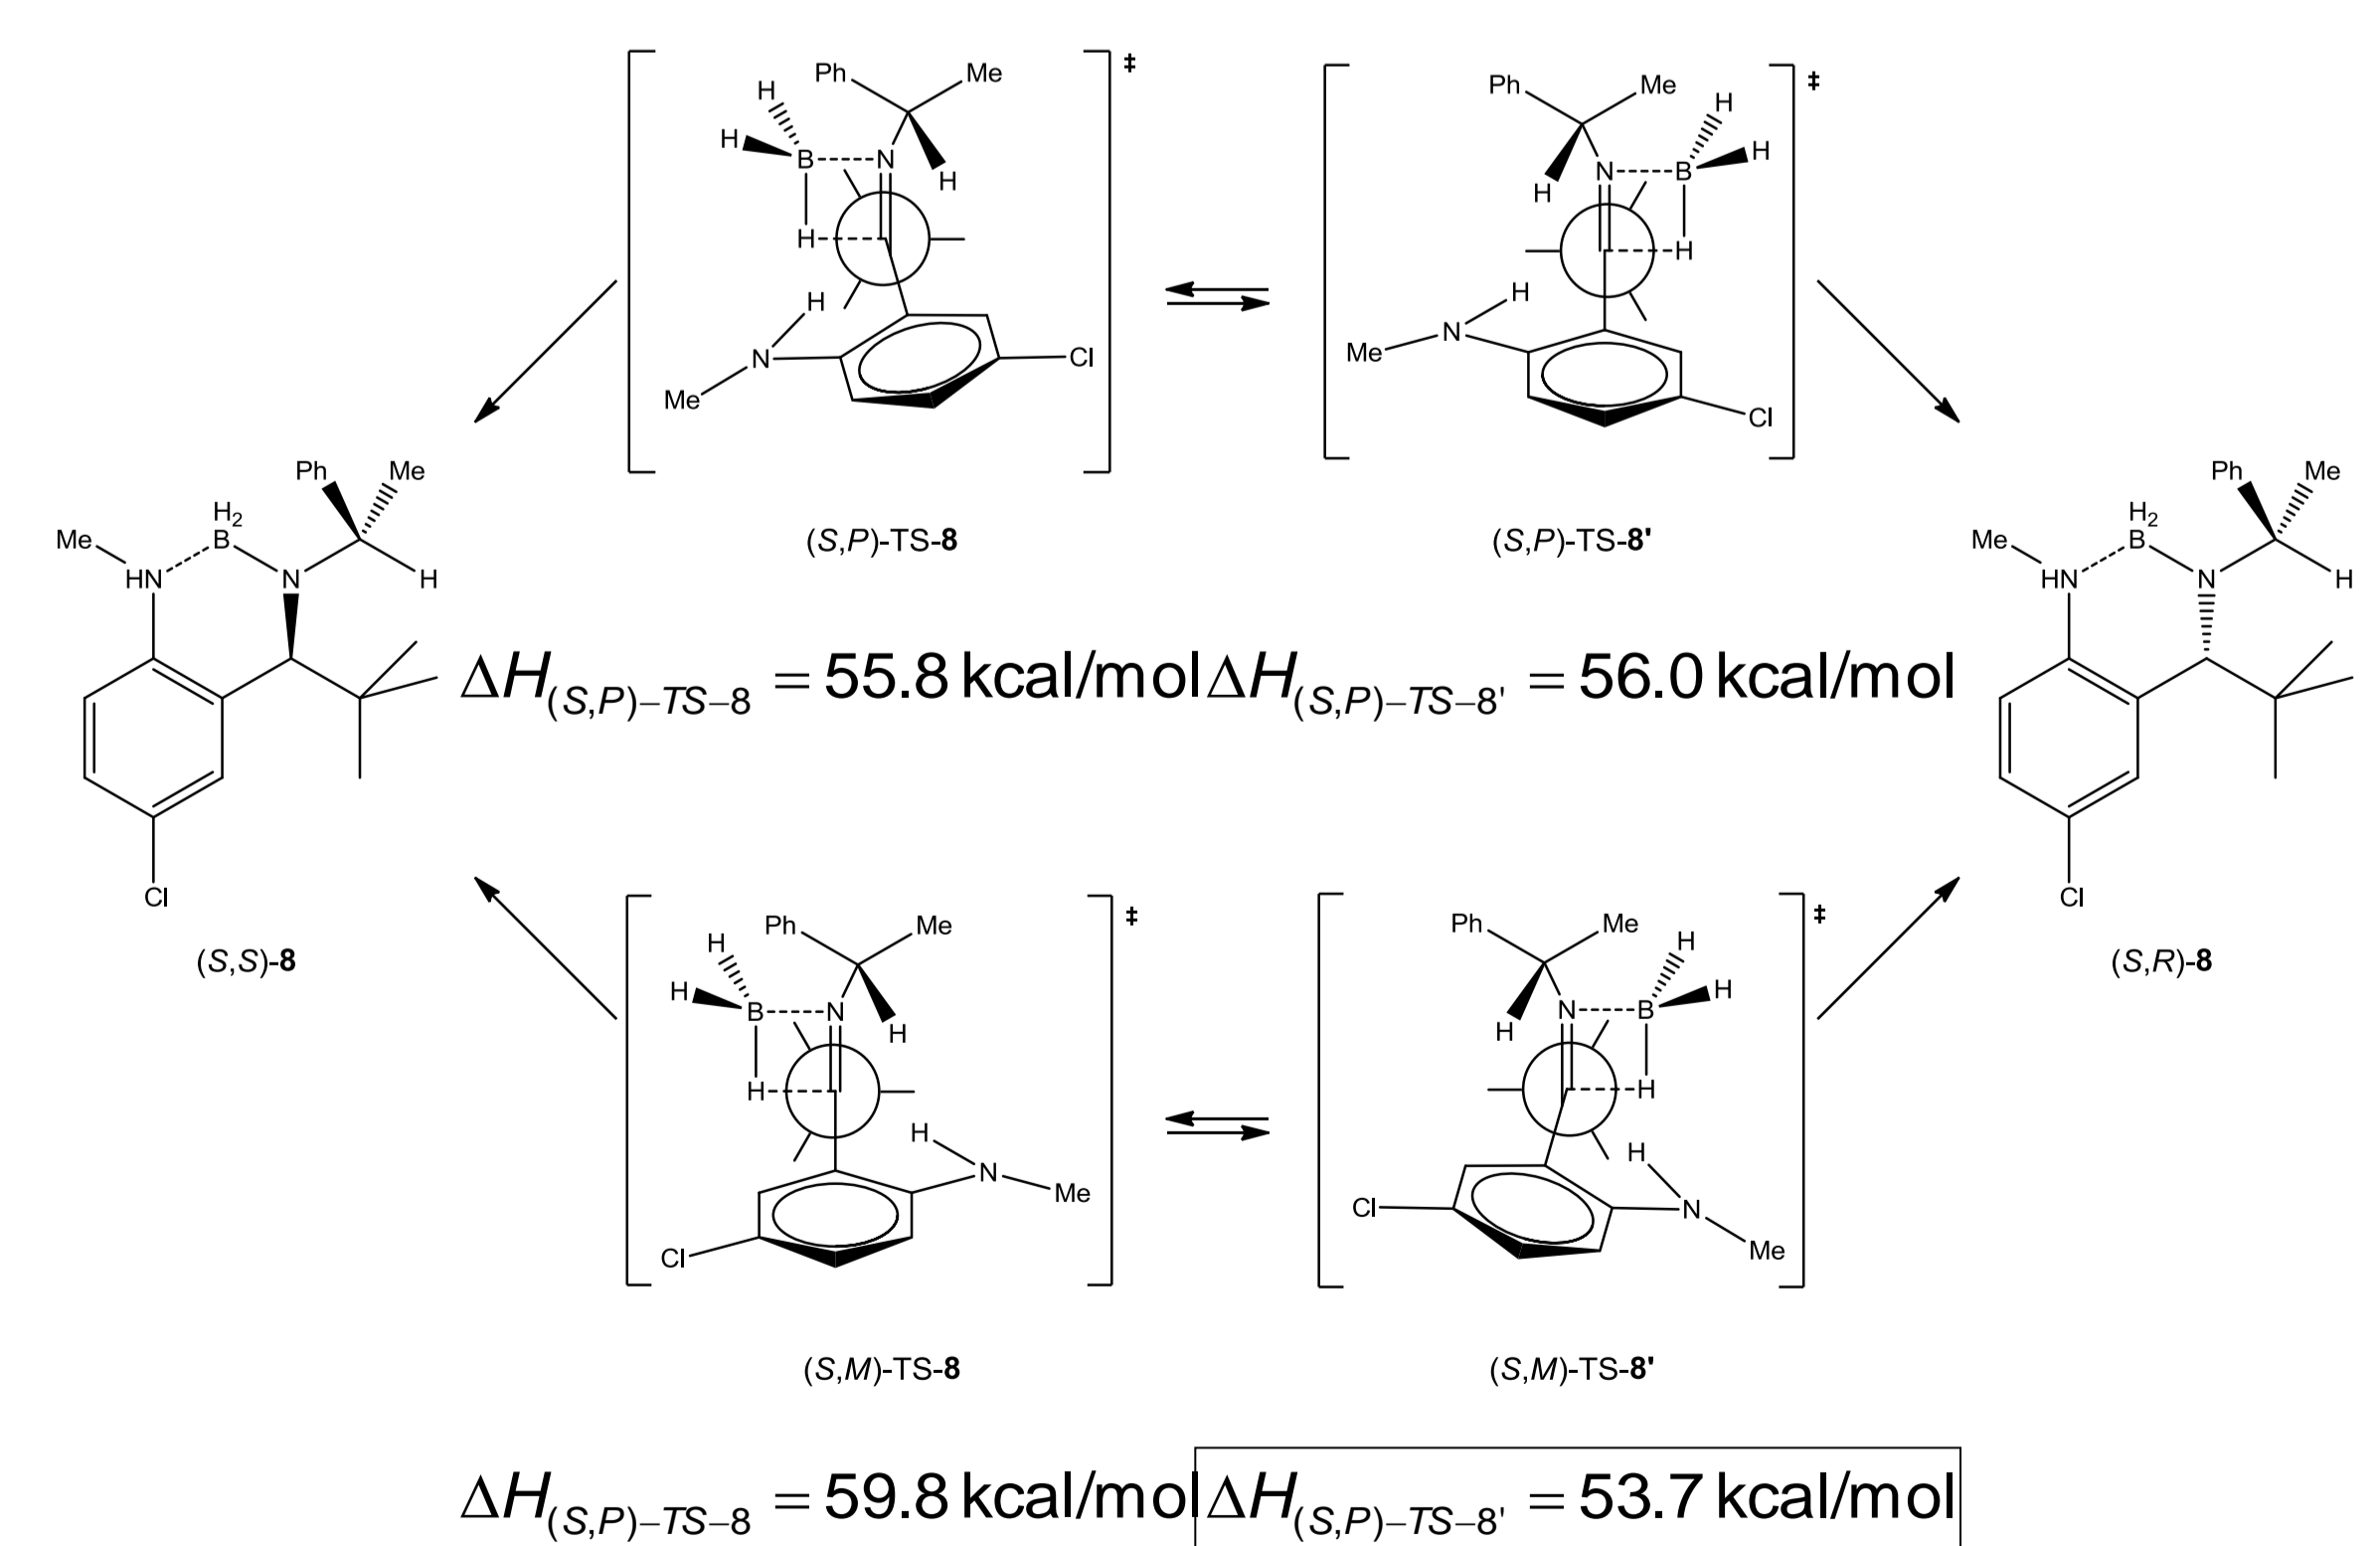 Ph Me
H
H B N H
H
H
N Cl
Me
‡
(S,P)-TS-8
Ph Me
H
N B H
H
H H
N
Me
Cl
‡
(S,P)-TS-8'
Ph Me
H2
Me B
HN N H
Cl
(S,S)-8
Ph Me
H2
Me B
HN N H
Cl
(S,R)-8
ΔH(S,P)–TS–8 = 55.8 kcal/mol
ΔH(S,P)–TS–8' = 56.0 kcal/mol
Ph Me
H
H B N H
H
H
N
Me
Cl
‡
(S,M)-TS-8
Ph Me
H
N B H
H
H
H
Cl N
Me
‡
(S,M)-TS-8'
ΔH(S,P)–TS–8 = 59.8 kcal/mol
ΔH(S,P)–TS–8' = 53.7 kcal/mol